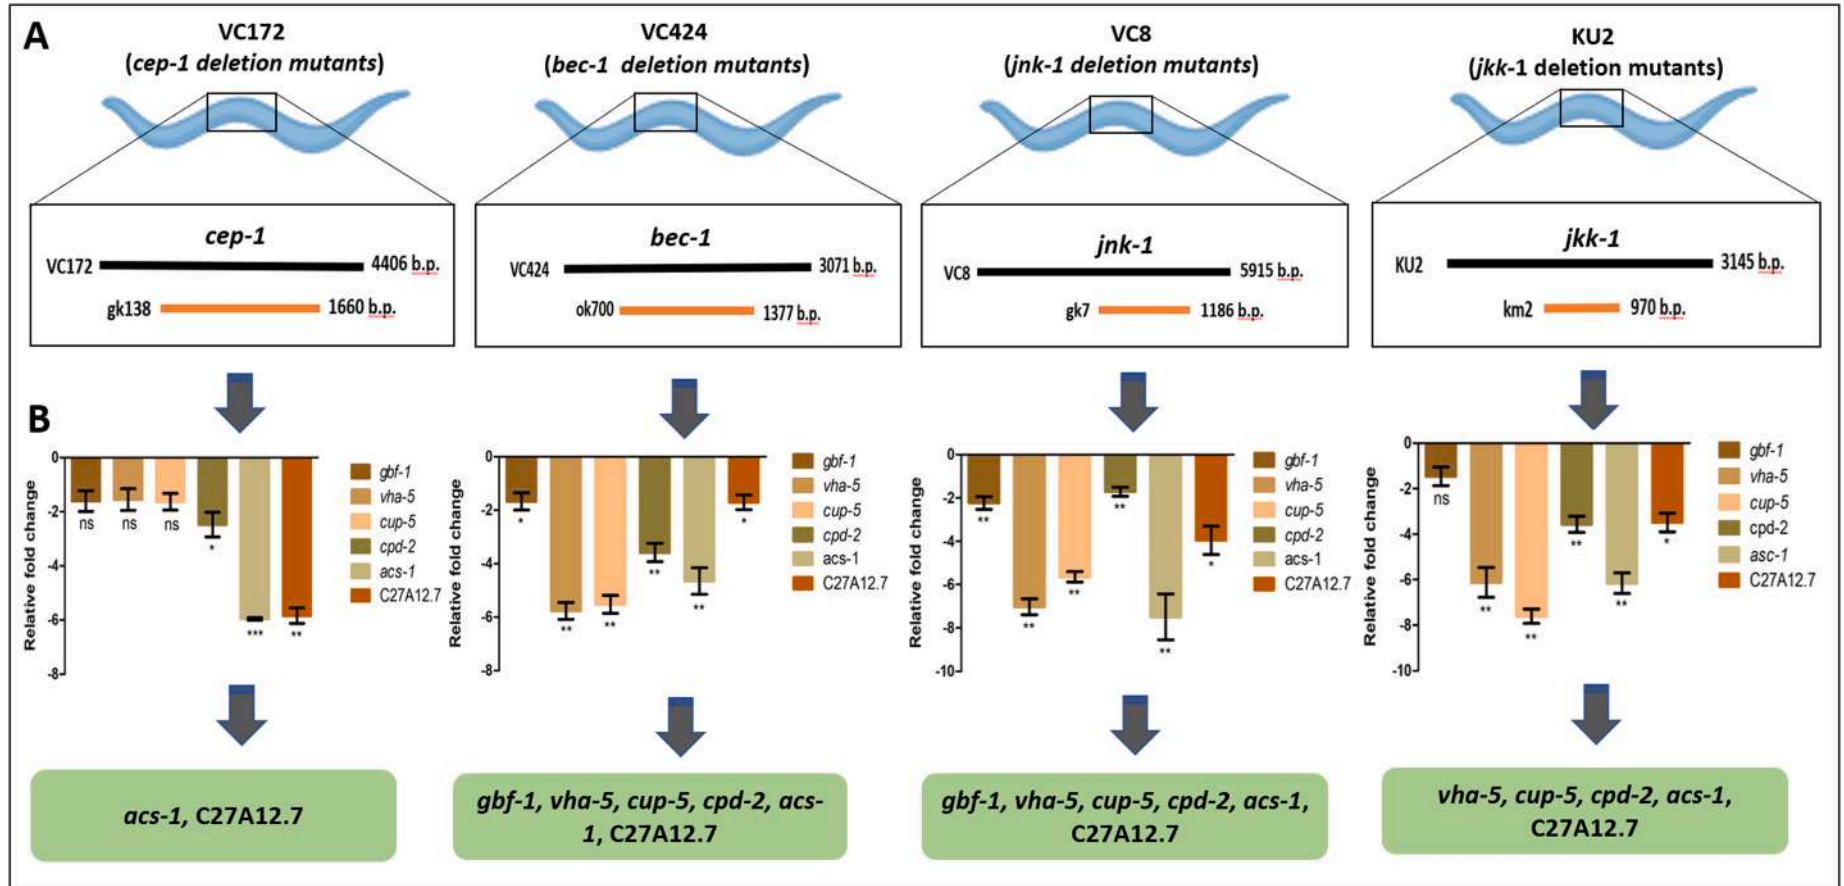 A
VC172
(cep-1 deletion mutants)
VC424
(bec-1 deletion mutants)
VC8
(jnk-1 deletion mutants)
KU2
(jkk-1 deletion mutants)
cep-1
VC172 4406 b.p.
gk138 1660 b.p.
bec-1
VC424 3071 b.p.
ok700 1377 b.p.
jnk-1
VC8 5915 b.p.
gk7 1186 b.p.
jkk-1
KU2 3145 b.p.
km2 970 b.p.
B
Relative fold change
0
-2
-4
-6
-8
ns ns ns * *** **
gbf-1
vha-5
cup-5
cpd-2
acs-1
C27A12.7
Relative fold change
0
-2
-4
-6
-8
* ** ** ** ** *
gbf-1
vha-5
cup-5
cpd-2
acs-1
C27A12.7
Relative fold change
0
-2
-4
-6
-8
-10
** ** ** ** ** *
gbf-1
vha-5
cup-5
cpd-2
acs-1
C27A12.7
Relative fold change
0
-2
-4
-6
-8
-10
ns ** ** ** ** *
gbf-1
vha-5
cup-5
cpd-2
asc-1
C27A12.7
acs-1, C27A12.7
gbf-1, vha-5, cup-5, cpd-2, acs-
1, C27A12.7
gbf-1, vha-5, cup-5, cpd-2, acs-1,
C27A12.7
vha-5, cup-5, cpd-2, acs-1,
C27A12.7